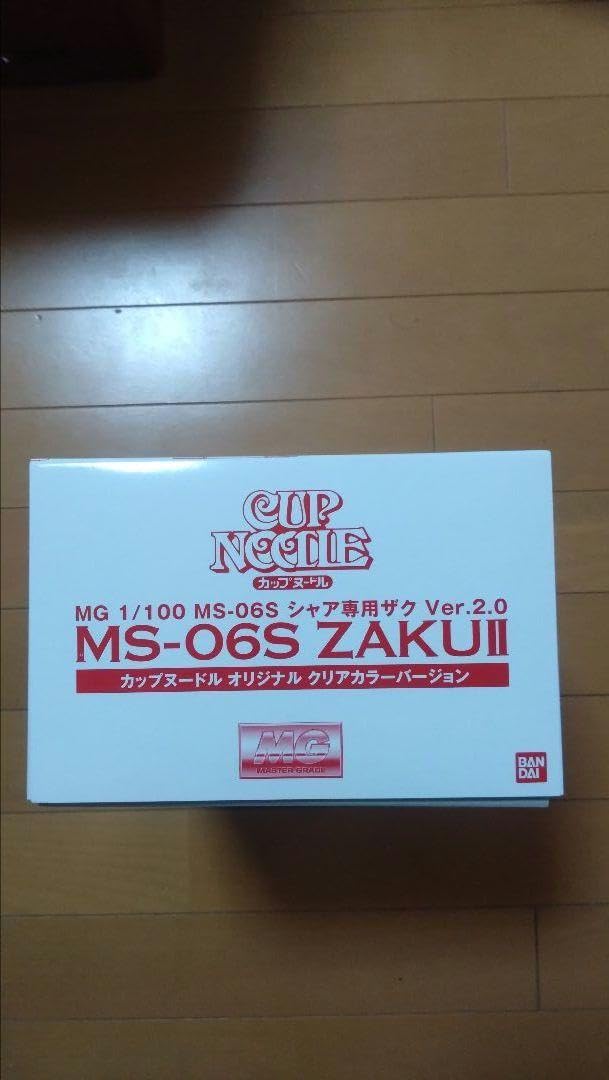 CUP
NOODLE
カップヌードル
MG 1/100 MS-06S シャア専用ザク Ver.2.0
MS-06S ZAKUII
カップヌードル オリジナル クリアカラーバージョン
MG
MASTER GRADE
BAN
DAI